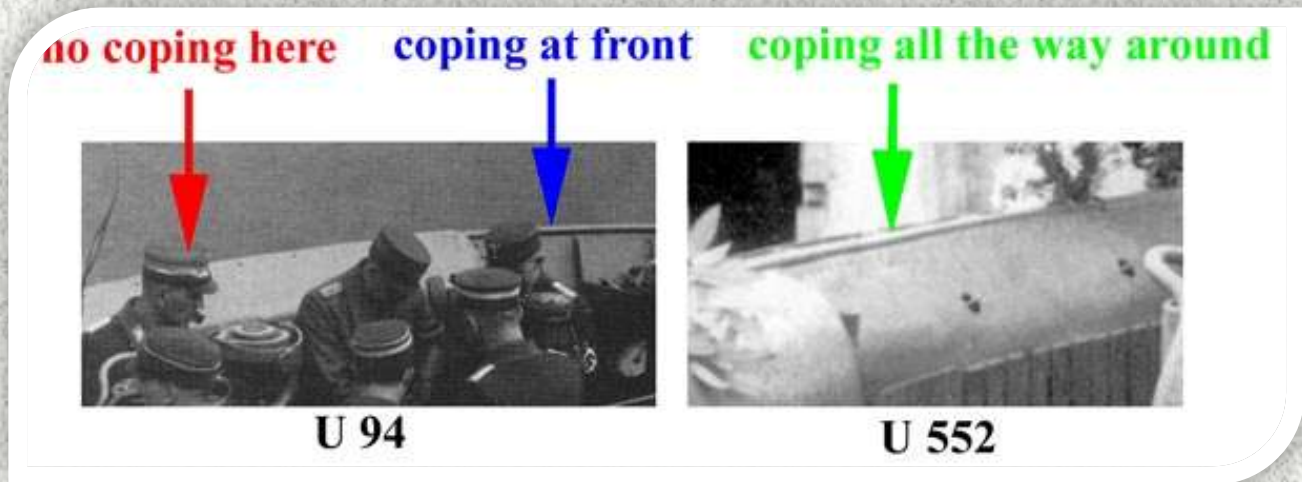 no coping here coping at front coping all the way around
U 94 U 552